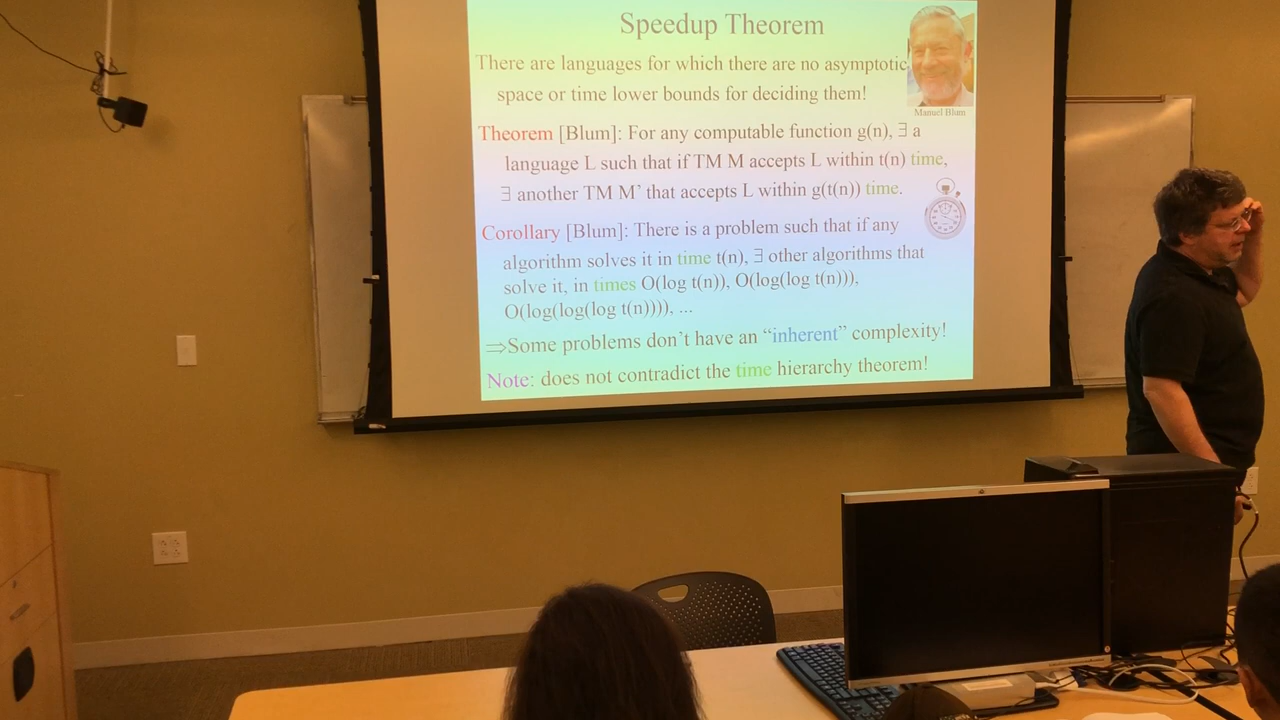 Speedup Theorem
There are languages for which there are no asymptotic
space or time lower bounds for deciding them!
Manuel Blum
Theorem [Blum]: For any computable function g(n), ∃ a
language L such that if TM M accepts L within t(n) time,
∃ another TM M’ that accepts L within g(t(n)) time.
Corollary [Blum]: There is a problem such that if any
algorithm solves it in time t(n), ∃ other algorithms that
solve it, in times O(log t(n)), O(log(log t(n))),
O(log(log(log t(n)))), ...
⇒Some problems don’t have an “inherent” complexity!
Note: does not contradict the time hierarchy theorem!